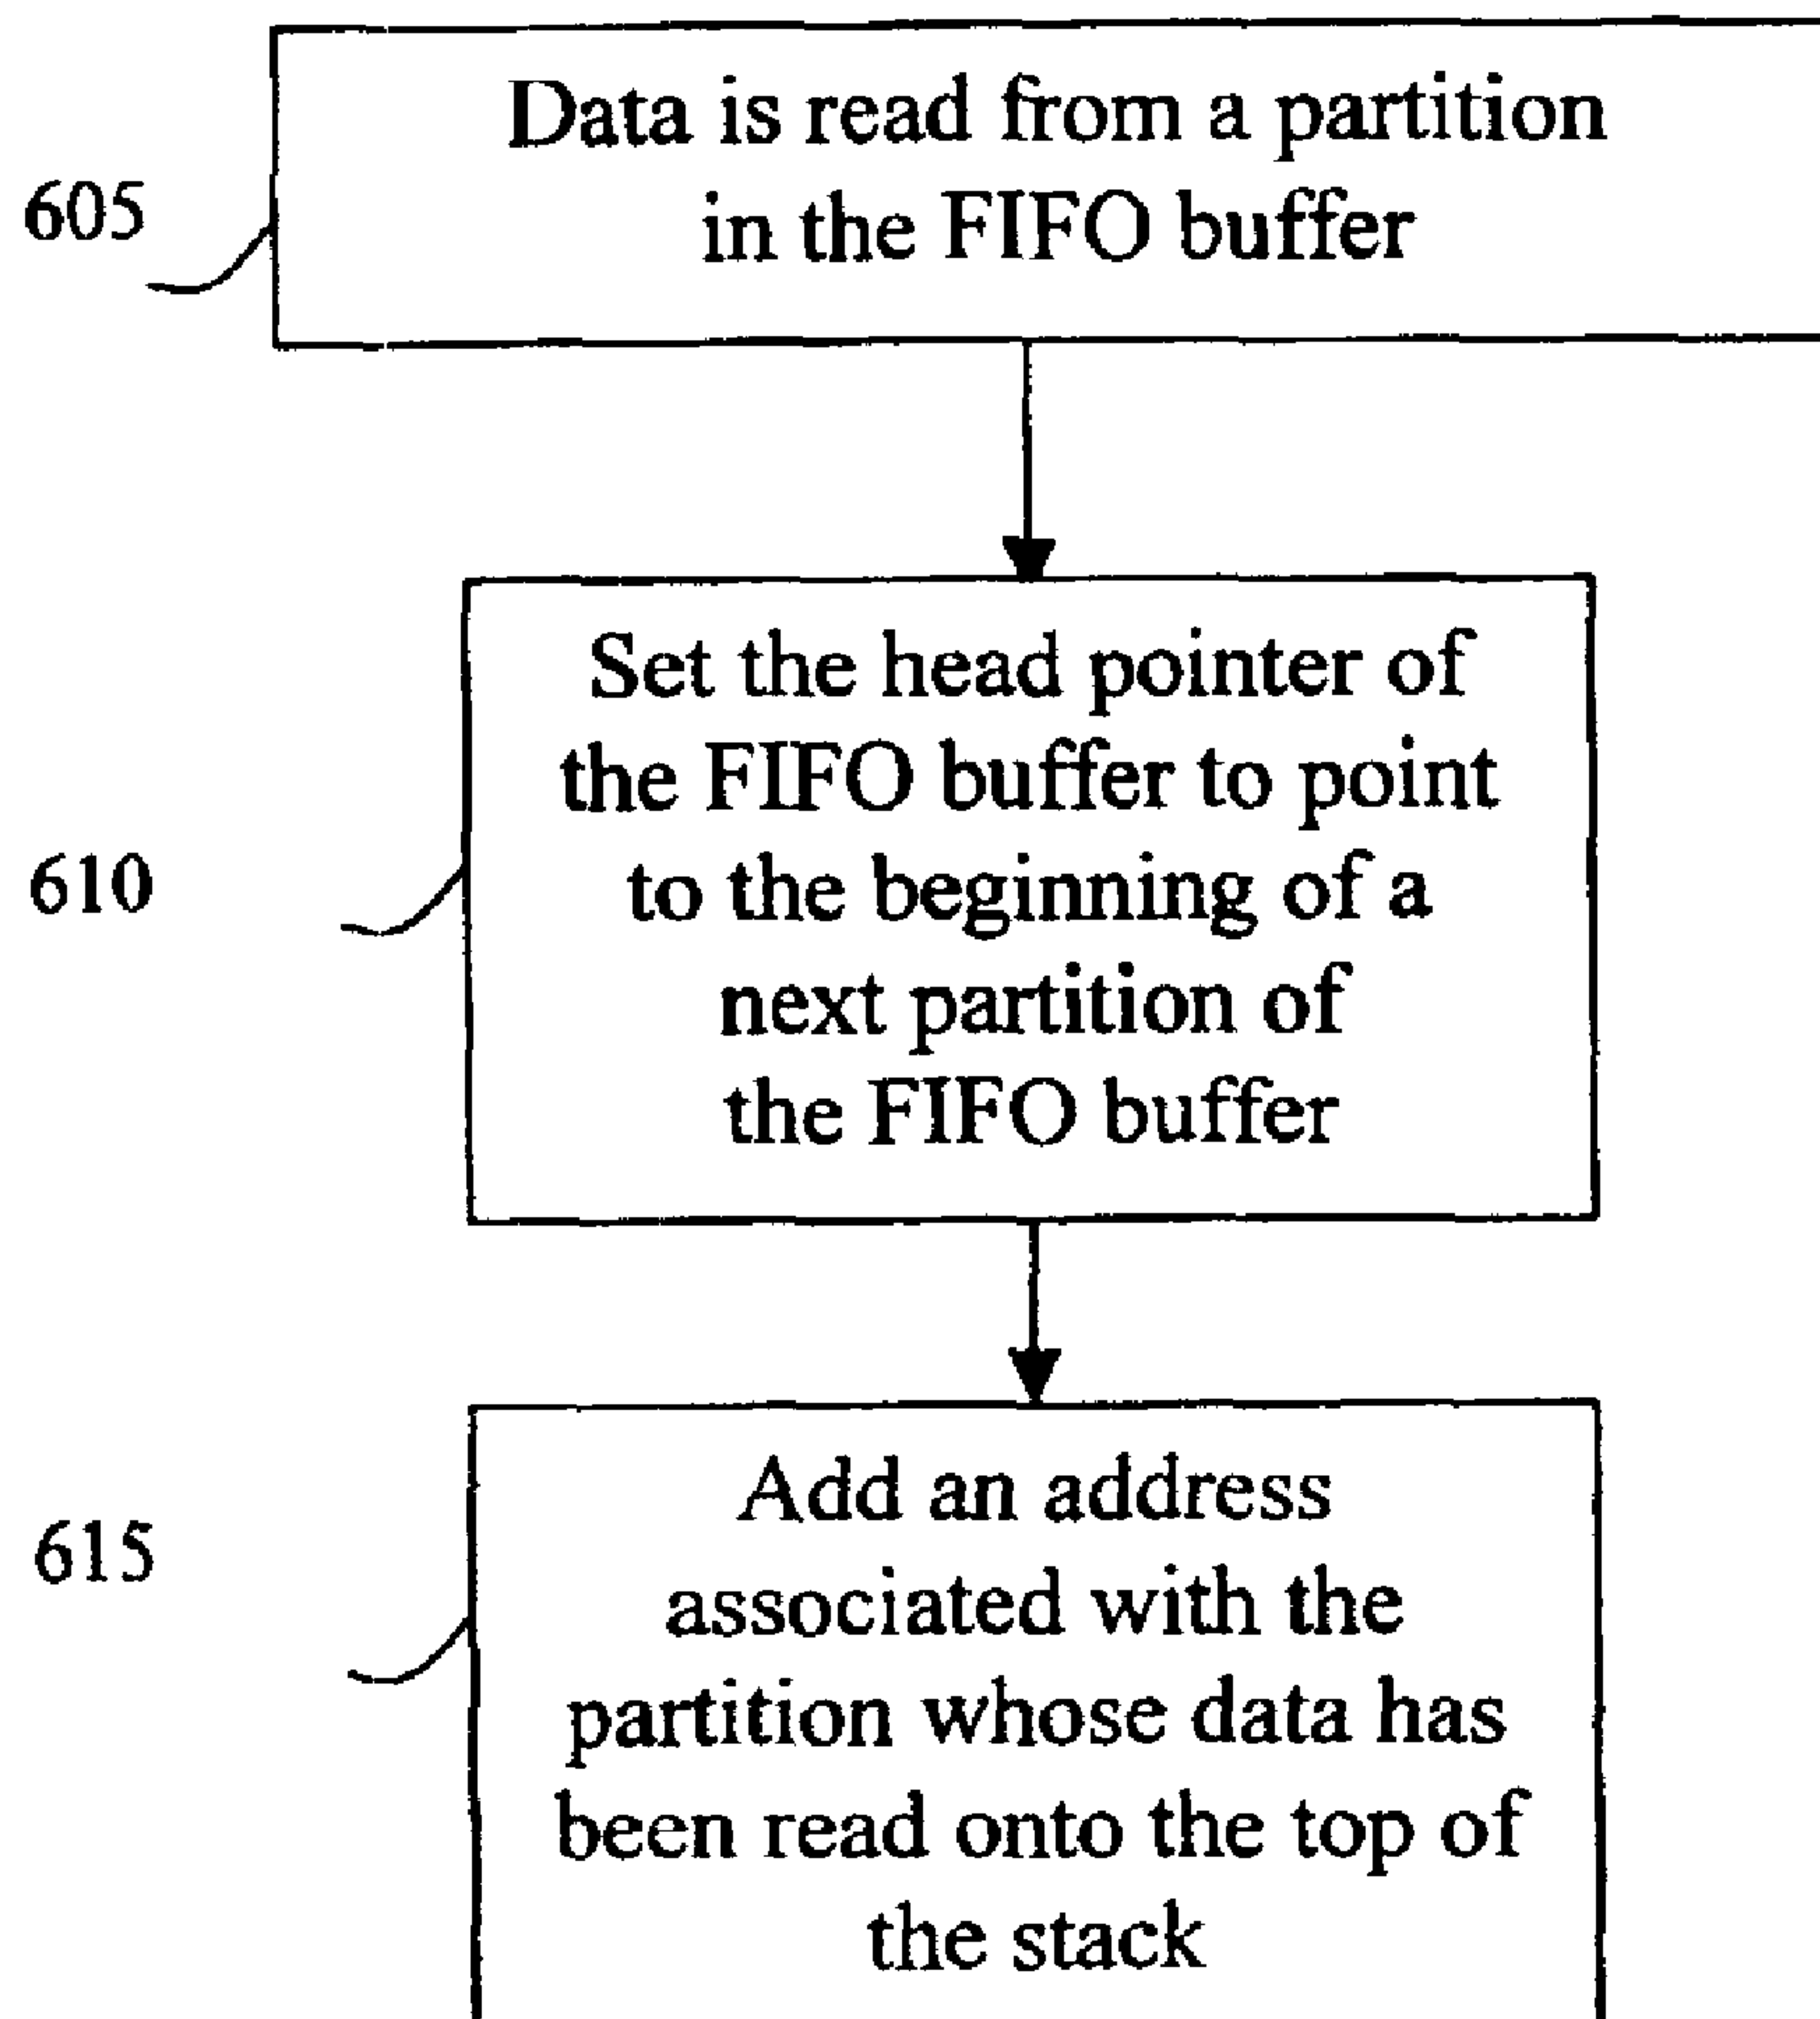 Data is read from a partition
in the FIFO buffer
605
Set the head pointer of
the FIFO buffer to point
to the beginning of a
next partition of
the FIFO buffer
610
Add an address
associated with the
partition whose data has
been read onto the top of
the stack
615